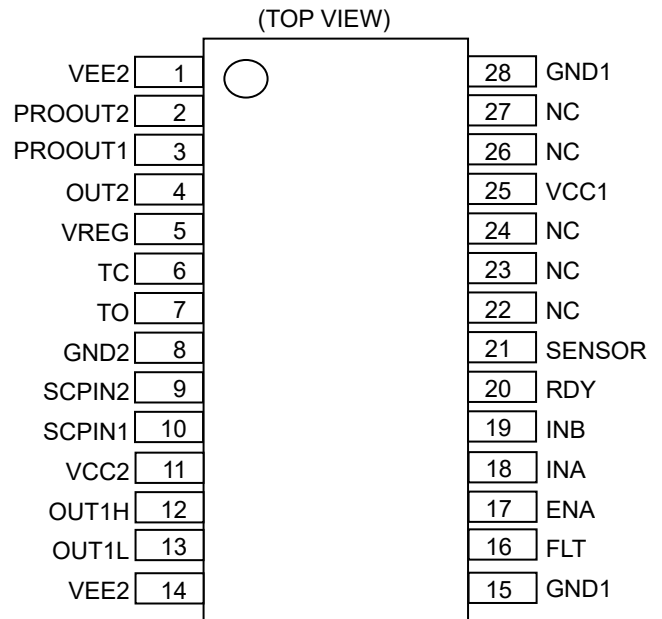 (TOP VIEW)
VEE2 1 28 GND1
PROOUT2 2 27 NC
PROOUT1 3 26 NC
OUT2 4 25 VCC1
VREG 5 24 NC
TC 6 23 NC
TO 7 22 NC
GND2 8 21 SENSOR
SCPIN2 9 20 RDY
SCPIN1 10 19 INB
VCC2 11 18 INA
OUT1H 12 17 ENA
OUT1L 13 16 FLT
VEE2 14 15 GND1